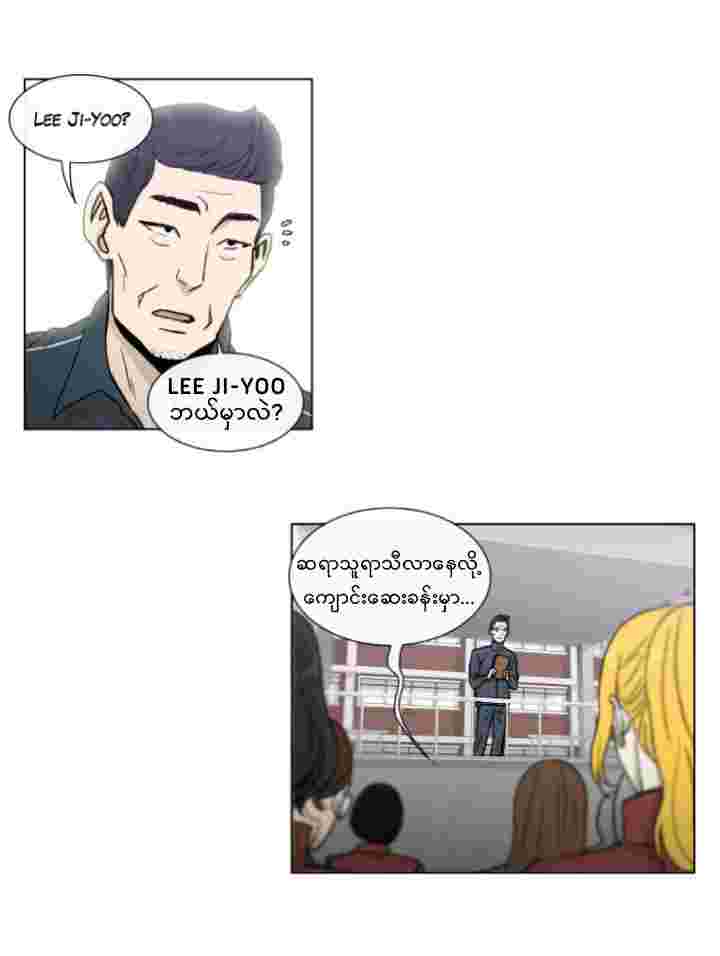 LEE JI-YOO?
LEE JI-YOO
ဘယ်မှာလဲ?
ဆရာသူရာသီလာနေလို့
ကျောင်းဆေးခန်းမှာ...